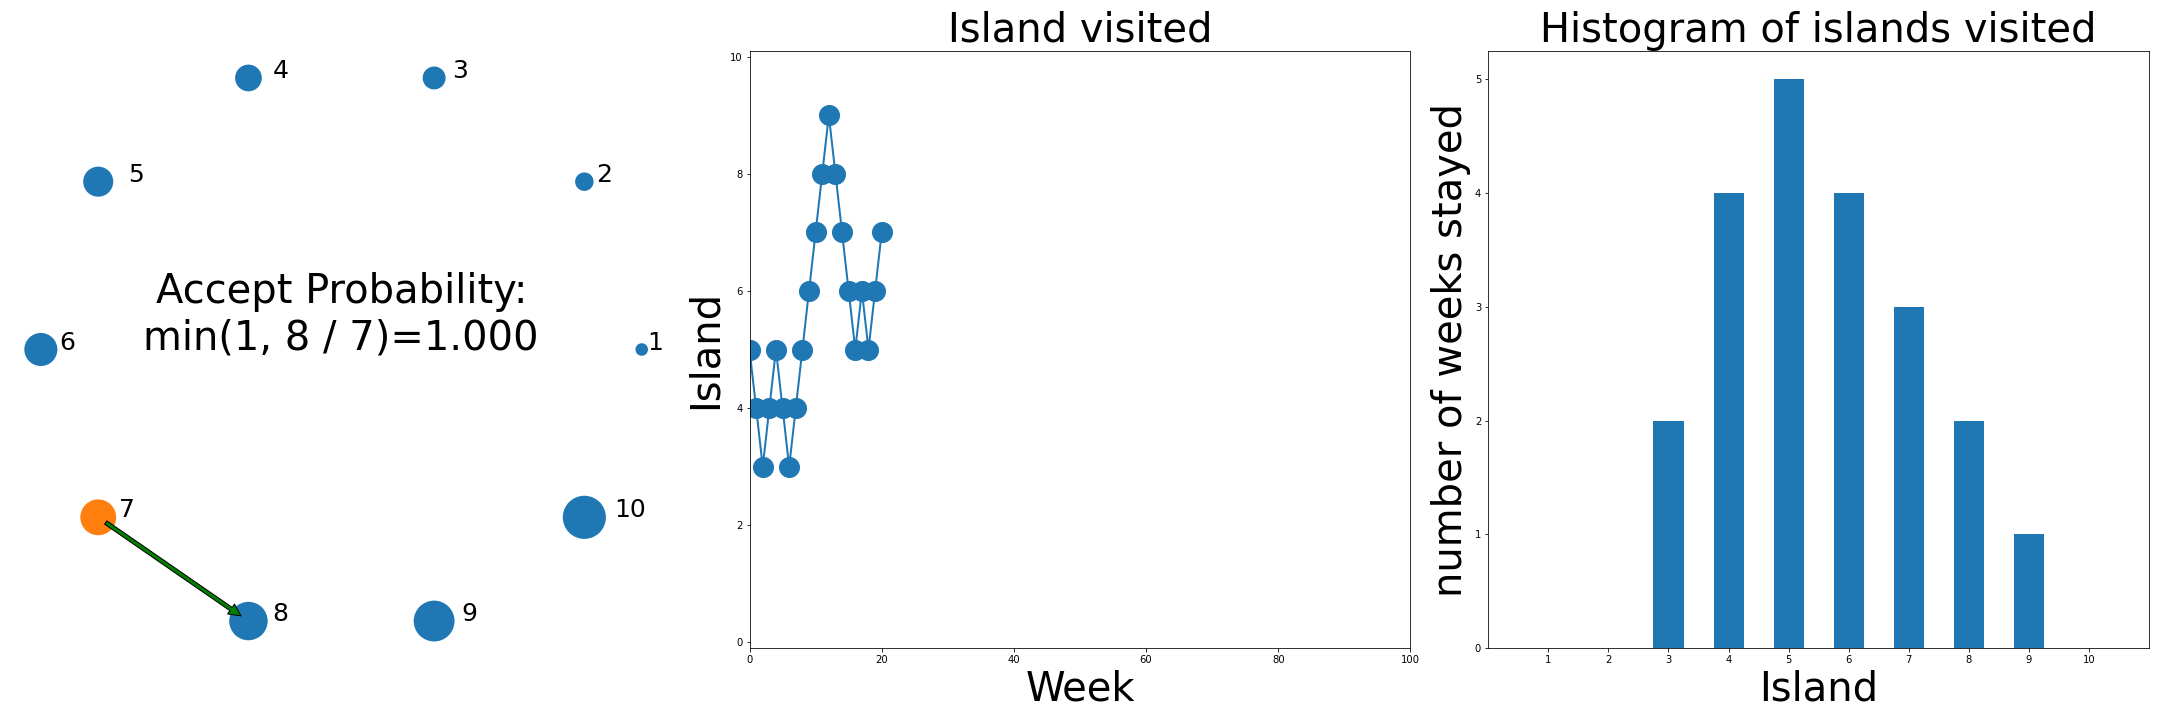 4
3
5
2
Accept Probability:
min(1, 8 / 7)=1.000
6
1
7
10
8
9
Island visited
10
8
6
4
2
0
Island
0 20 40 60 80 100
Week
Histogram of islands visited
5
4
3
2
1
0
number of weeks stayed
1 2 3 4 5 6 7 8 9 10
Island